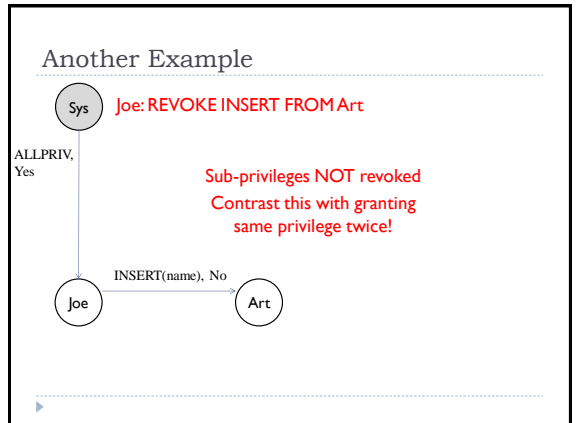 Another Example
Sys
Joe: REVOKE INSERT FROM Art
ALLPRIV,
Yes
Sub-privileges NOT revoked
Contrast this with granting
same privilege twice!
INSERT(name), No
Joe
Art